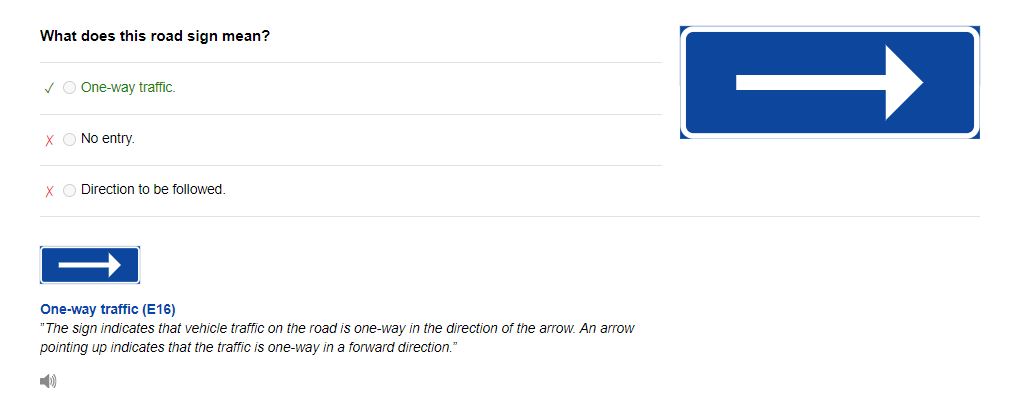 What does this road sign mean?
✓ One-way traffic.
X No entry.
X Direction to be followed.
One-way traffic (E16)
"The sign indicates that vehicle traffic on the road is one-way in the direction of the arrow. An arrow
pointing up indicates that the traffic is one-way in a forward direction."